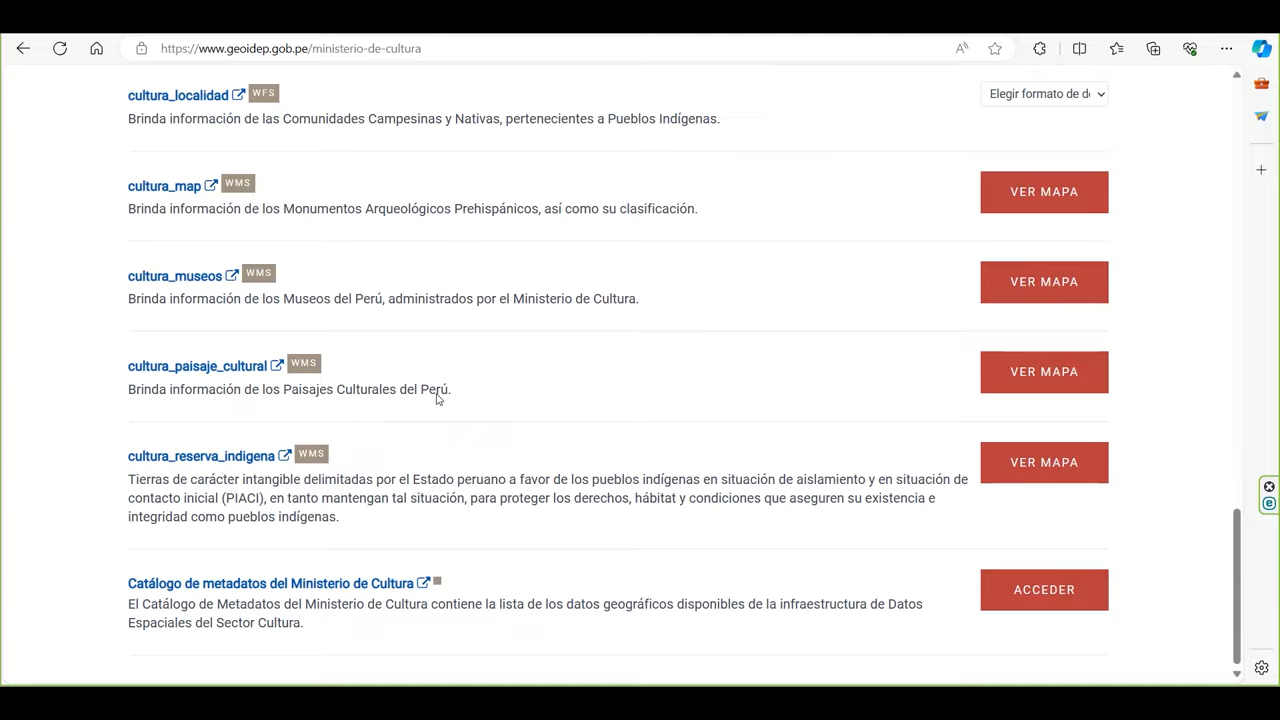 https://www.geoidep.gob.pe/ministerio-de-cultura
cultura_localidad WFS
Elegir formato de de
Brinda información de las Comunidades Campesinas y Nativas, pertenecientes a Pueblos Indígenas.
cultura_map WMS
VER MAPA
Brinda información de los Monumentos Arqueológicos Prehispánicos, así como su clasificación.
cultura_museos WMS
VER MAPA
Brinda información de los Museos del Perú, administrados por el Ministerio de Cultura.
cultura_paisaje_cultural WMS
VER MAPA
Brinda información de los Paisajes Culturales del Perú.
cultura_reserva_indigena WMS
VER MAPA
Tierras de carácter intangible delimitadas por el Estado peruano a favor de los pueblos indígenas en situación de aislamiento y en situación de
contacto inicial (PIACI), en tanto mantengan tal situación, para proteger los derechos, hábitat y condiciones que aseguren su existencia e
integridad como pueblos indígenas.
Catálogo de metadatos del Ministerio de Cultura
ACCEDER
El Catálogo de Metadatos del Ministerio de Cultura contiene la lista de los datos geográficos disponibles de la infraestructura de Datos
Espaciales del Sector Cultura.